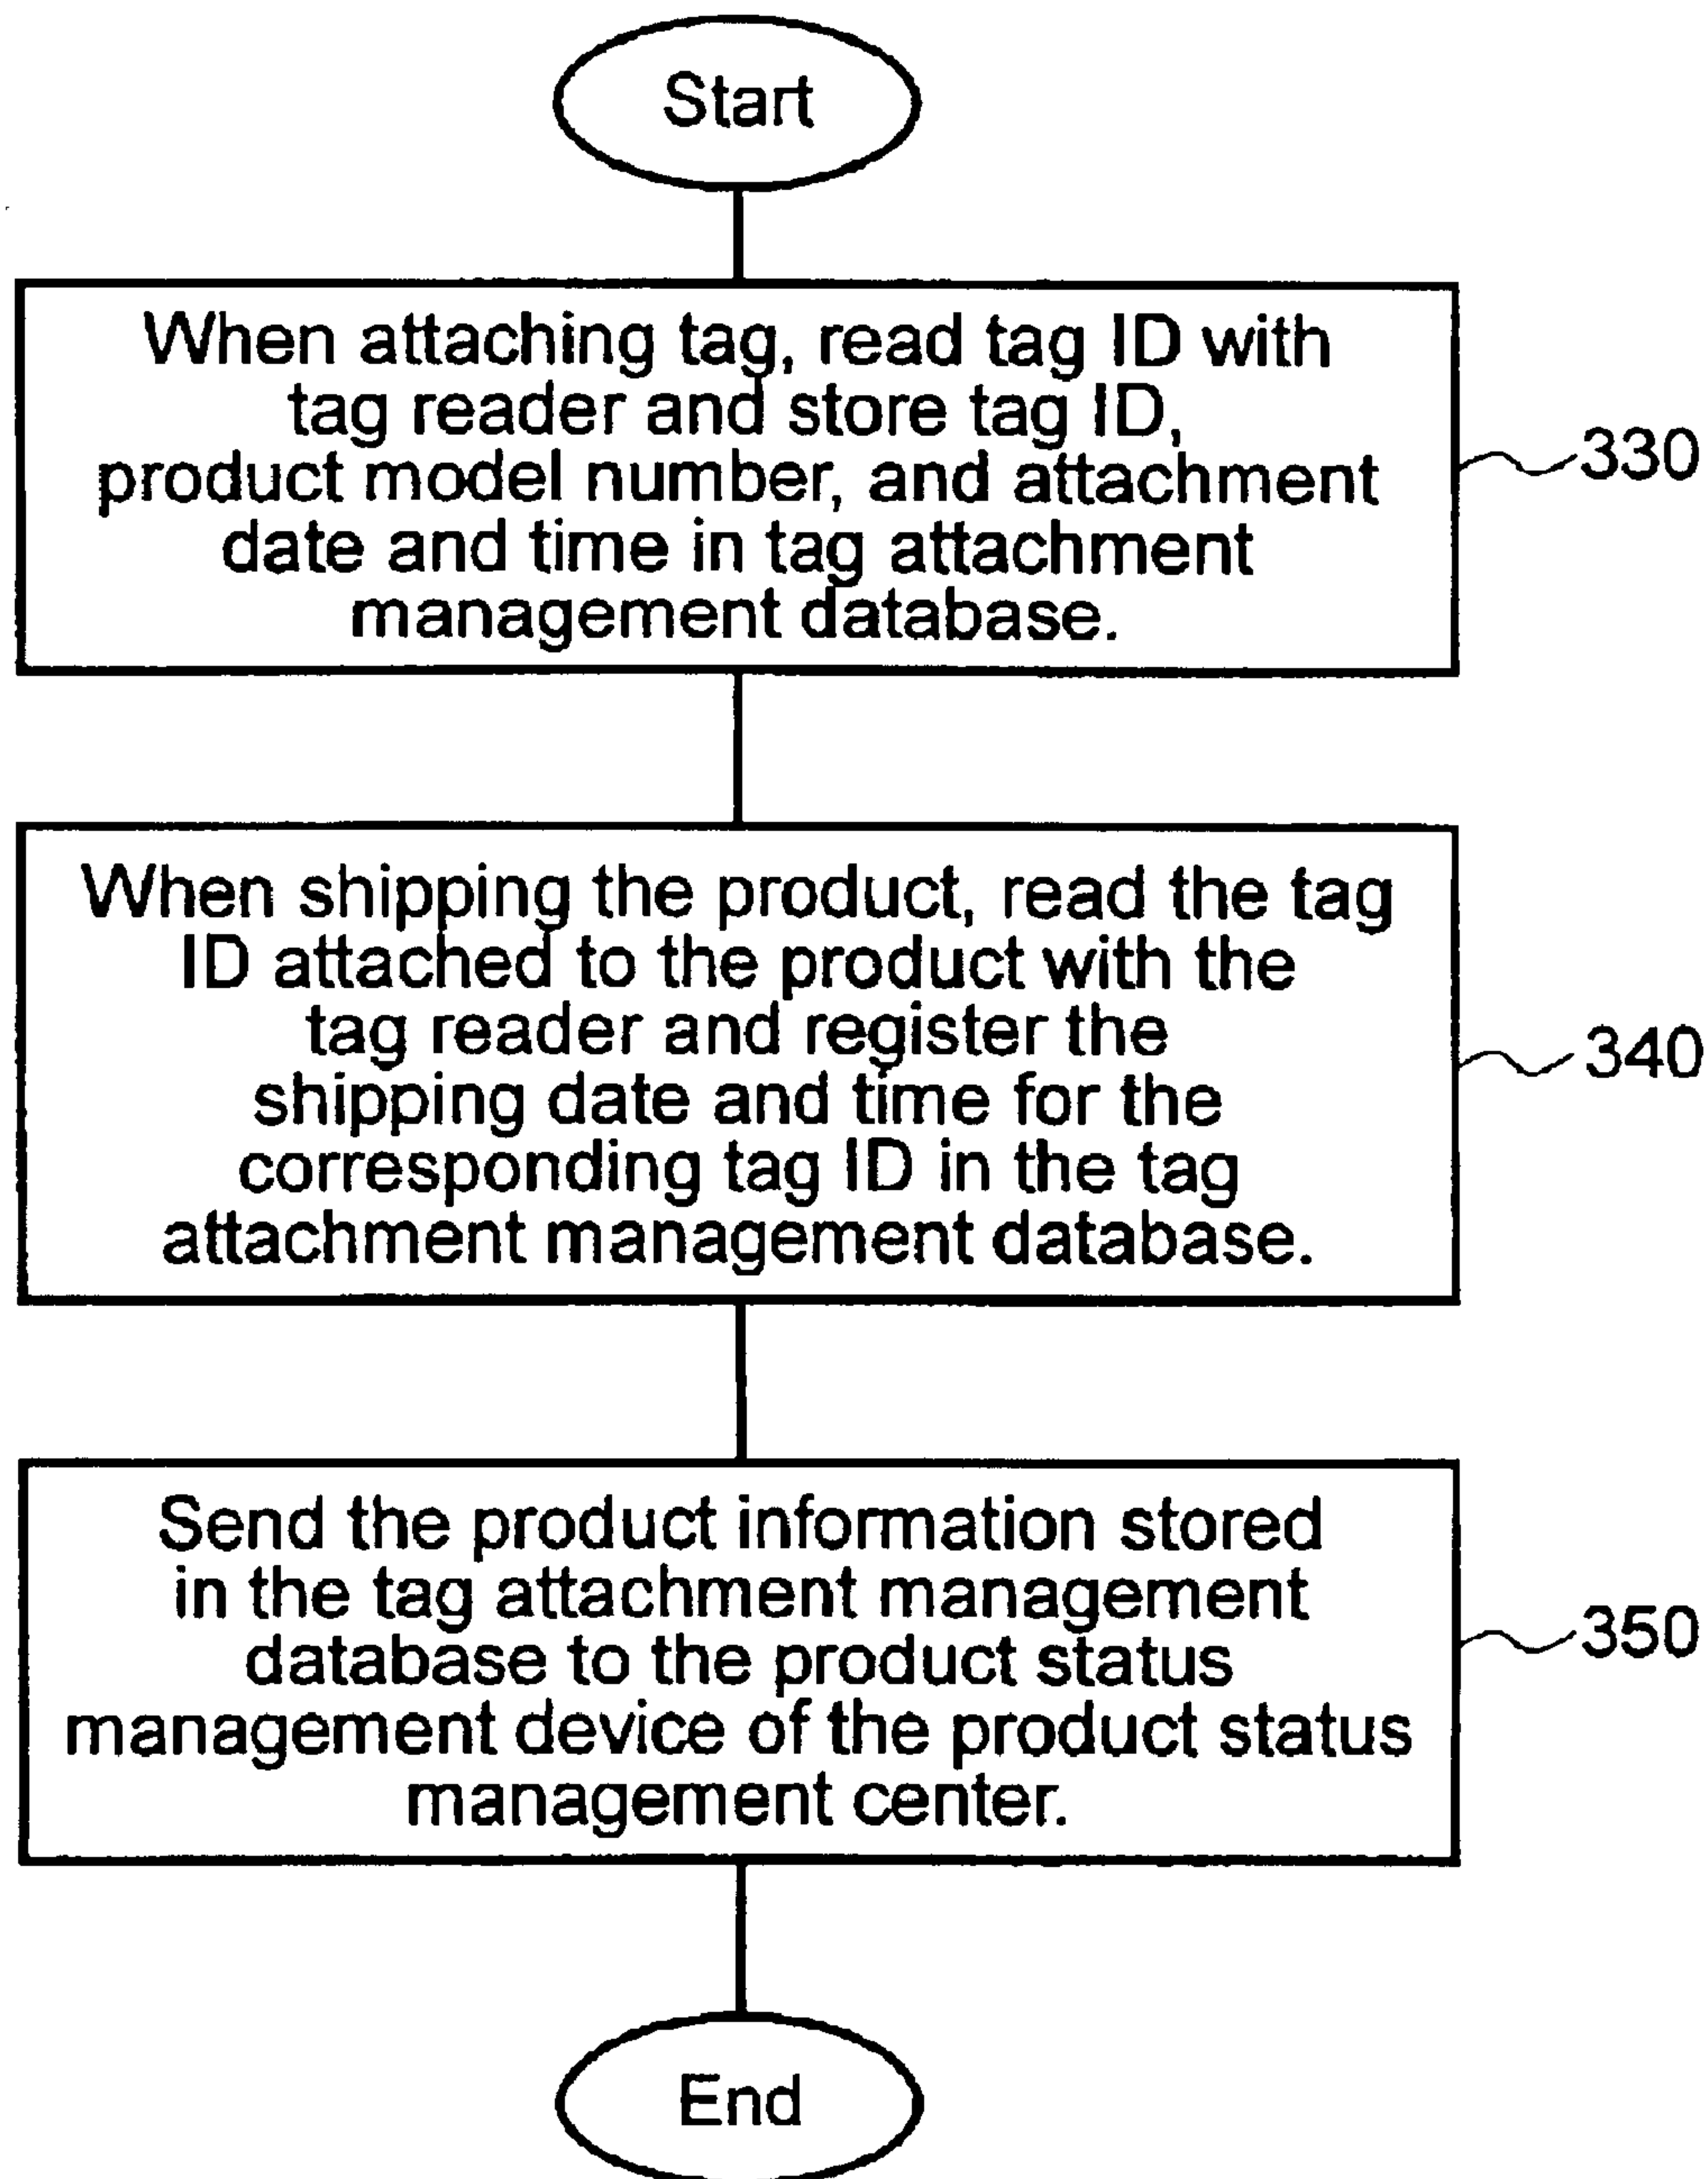 Start
When attaching tag, read tag ID with
tag reader and store tag ID,
product model number, and attachment
date and time in tag attachment
management database.
330
When shipping the product, read the tag
ID attached to the product with the
tag reader and register the
shipping date and time for the
corresponding tag ID in the tag
attachment management database.
340
Send the product information stored
in the tag attachment management
database to the product status
management device of the product status
management center.
350
End